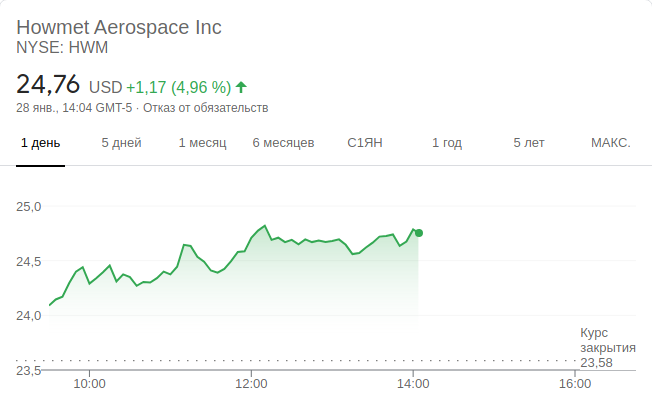 Howmet Aerospace Inc
NYSE: HWM
24,76 USD +1,17 (4,96 %)
28 янв., 14:04 GMT-5 · Отказ от обязательств
1 день 5 дней 1 месяц 6 месяцев С1ЯН 1 год 5 лет МАКС.
25,0
24,5
24,0
Курс
закрытия
23,58
23,5
10:00 12:00 14:00 16:00